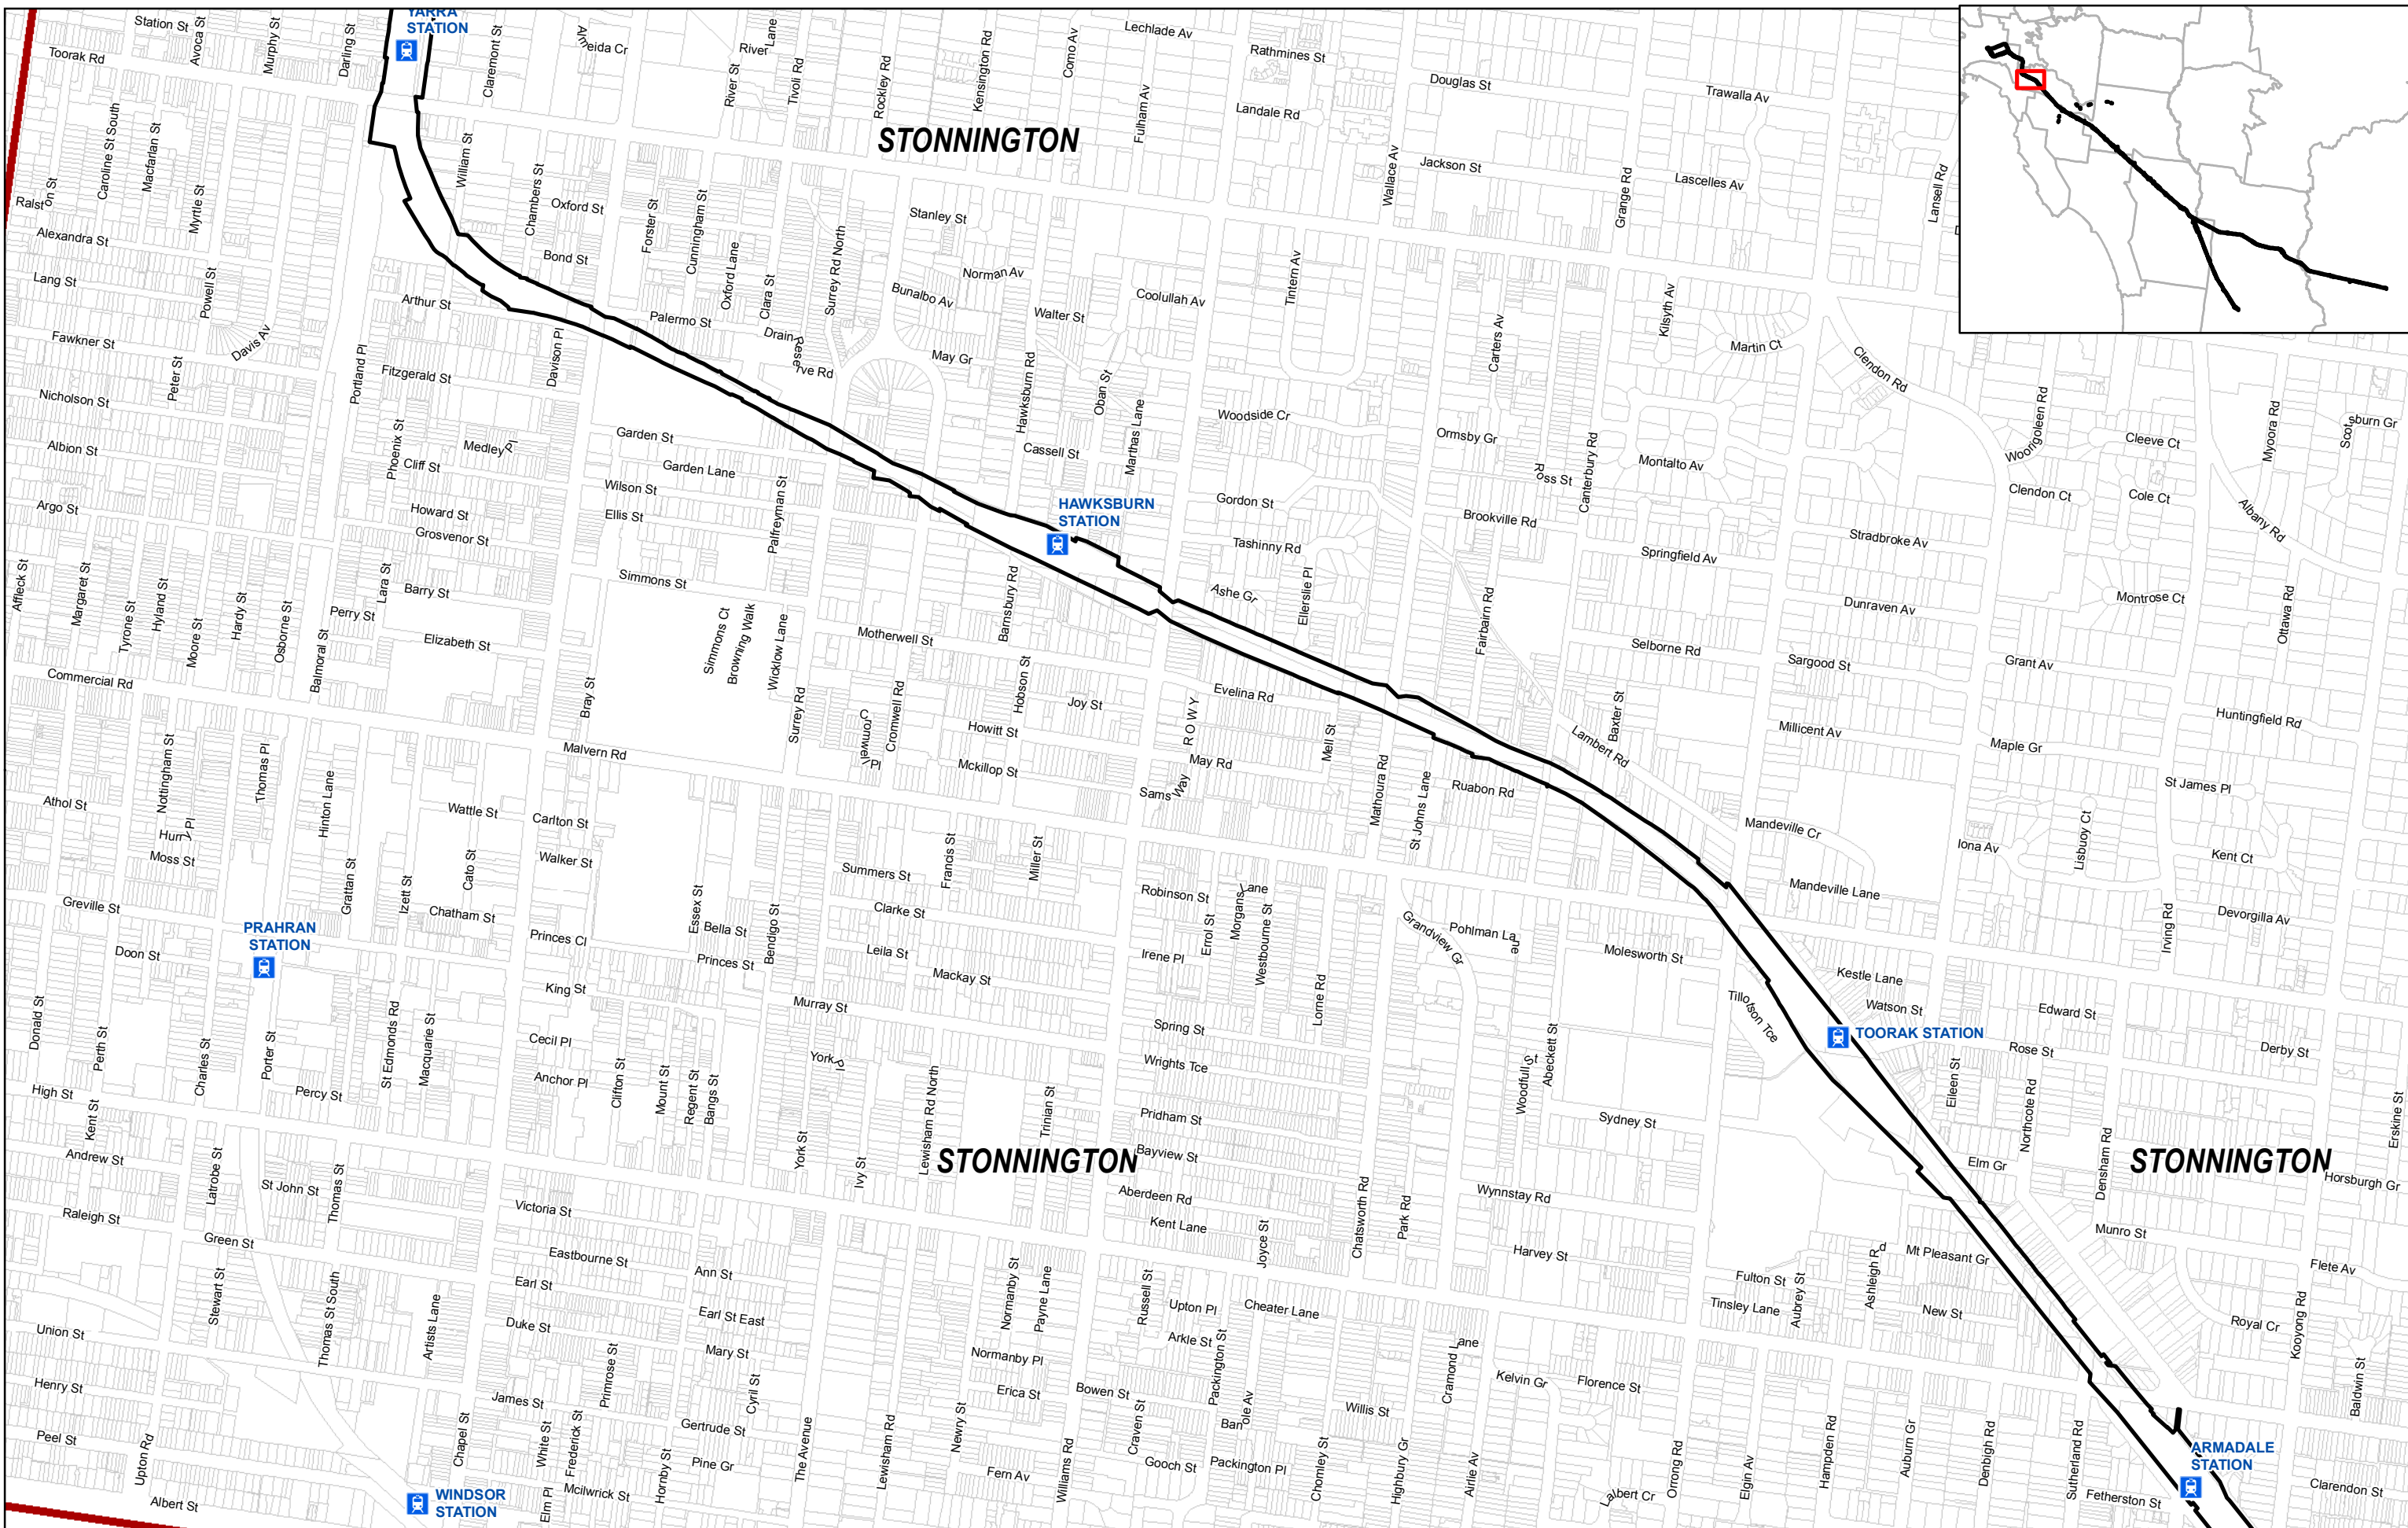 YARRA
STATION
Station St
Avoca St
Murphy St
Darling St
Claremont St
Almeida Cr
River Lane
River St
Tivoli Rd
Rockley Rd
Kensington Rd
Como Av
Lechlade Av
Rathmines St
Toorak Rd
Fulham Av
Landale Rd
Douglas St
Trawalla Av
STONNINGTON
Caroline St South
Macfarlan St
Myrtle St
William St
Chambers St
Oxford St
Forster St
Cunningham St
Surrey Rd North
Stanley St
Wallace Av
Jackson St
Grange Rd
Lascelles Av
Lansell Rd
Ralston St
Alexandra St
Lang St
Powell St
Bond St
Oxford Lane
Clara St
Norman Av
Bunalbo Av
Walter St
Coolullah Av
Tintern Av
Kilsyth Av
Arthur St
Palermo St
Drain Reserve Rd
May Gr
Carters Av
Martin Ct
Clendon Rd
Fawkner St
Davis Av
Peter St
Portland Pl
Fitzgerald St
Davison Pl
Hawksburn Rd
Oban St
Marthas Lane
Woodside Cr
Nicholson St
Albion St
Phoenix St
Medley Pl
Cliff St
Garden St
Garden Lane
Cassell St
Ormsby Gr
Ross St
Canterbury Rd
Montalto Av
Woorigoleen Rd
Cleeve Ct
Myoora Rd
Scotsburn Gr
Clendon Ct
Cole Ct
Albany Rd
Argo St
Howard St
Grosvenor St
Wilson St
Ellis St
Palfreyman St
HAWKSBURN
STATION
Gordon St
Tashinny Rd
Brookville Rd
Springfield Av
Stradbroke Av
Affleck St
Margaret St
Tyrone St
Hyland St
Moore St
Hardy St
Osborne St
Lara St
Barry St
Perry St
Elizabeth St
Balmoral St
Simmons St
Simmons Ct
Browning Walk
Wicklow Lane
Motherwell St
Barnsbury Rd
Ashe Gr
Ellerslie Pl
Fairbairn Rd
Selborne Rd
Dunraven Av
Montrose Ct
Ottawa Rd
Sargood St
Grant Av
Commercial Rd
Bray St
Surrey Rd
Cromwell Pl
Cromwell Rd
Hobson St
Howitt St
Joy St
Evelina Rd
ROWY
Mell St
Mathoura Rd
Baxter St
Lambert Rd
Millicent Av
Maple Gr
Huntingfield Rd
Nottingham St
Thomas Pl
Hinton Lane
Malvern Rd
Mckillop St
May Rd
Sams Way
St Johns Lane
Ruabon Rd
St James Pl
Athol St
Hurry Pl
Moss St
Wattle St
Carlton St
Walker St
Cato St
Grattan St
Izett St
Summers St
Francis St
Miller St
Mandeville Cr
Mandeville Lane
Iona Av
Lisbuoy Ct
Kent Ct
Greville St
Chatham St
Essex St
Bella St
Bendigo St
Clarke St
Robinson St
Errol St
Morgans Lane
Westbourne St
Grandview Gr
Pohlman Lane
Irving Rd
Devorgilla Av
PRAHRAN
STATION
Doon St
Princes Cl
Princes St
Leila St
Mackay St
Irene Pl
Lorne Rd
Molesworth St
Kestle Lane
Watson St
Edward St
Donald St
Perth St
Charles St
Porter St
St Edmonds Rd
Macquarie St
King St
Cecil Pl
Anchor Pl
Murray St
York Pl
Spring St
Wrights Tce
Abeckett St
Woodfull St
Tillotson Tce
TOORAK STATION
Rose St
Derby St
High St
Kent St
Percy St
Clifton St
Mount St
Regent St
Bangs St
Lewisham Rd North
Trinian St
Pridham St
Sydney St
Eileen St
Northcote Rd
Erskine St
Andrew St
Latrobe St
St John St
Thomas St
York St
Ivy St
STONNINGTON
Bayview St
Aberdeen Rd
Kent Lane
Joyce St
Chatsworth Rd
Park Rd
Wynnstay Rd
Elm Gr
Densham Rd
STONNINGTON
Horsburgh Gr
Raleigh St
Green St
Victoria St
Eastbourne St
Ann St
Harvey St
Ashleigh Rd
Mt Pleasant Gr
Munro St
Flete Av
Stewart St
Thomas St South
Artists Lane
Earl St
Earl St East
Duke St
Normanby St
Payne Lane
Russell St
Upton Pl
Cheater Lane
Fulton St
Tinsley Lane
Aubrey St
New St
Royal Cr
Kooyong Rd
Union St
Mary St
Normanby Pl
Arkle St
Packington St
Cramond Lane
Henry St
James St
Primrose St
Cyril St
Erica St
Bowen St
Banole Av
Willis St
Kelvin Gr
Florence St
Baldwin St
Peel St
Upton Rd
Chapel St
White St
Frederick St
Gertrude St
Hornby St
Pine Gr
The Avenue
Lewisham Rd
Newry St
Fern Av
Williams Rd
Craven St
Gooch St
Packington Pl
Chomley St
Highbury Gr
Airlie Av
Orrong Rd
Elgin Av
Hampden Rd
Auburn Gr
Denbigh Rd
Sutherland Rd
ARMADALE
STATION
Clarendon St
Albert St
WINDSOR
STATION
Elm Pl
Mcilwrick St
Fetherston St